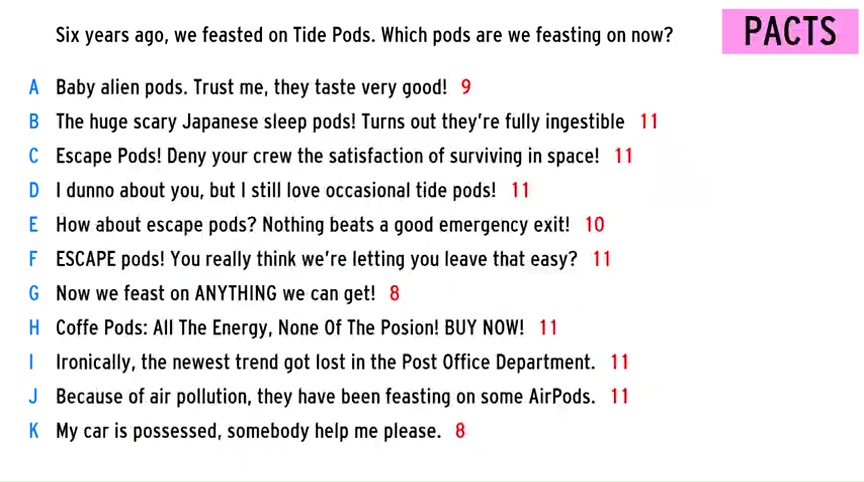 Six years ago, we feasted on Tide Pods. Which pods are we feasting on now?
PACTS
A Baby alien pods. Trust me, they taste very good! 9
B The huge scary Japanese sleep pods! Turns out they're fully ingestible 11
C Escape Pods! Deny your crew the satisfaction of surviving in space! 11
D I dunno about you, but I still love occasional tide pods! 11
E How about escape pods? Nothing beats a good emergency exit! 10
F ESCAPE pods! You really think we're letting you leave that easy? 11
G Now we feast on ANYTHING we can get! 8
H Coffe Pods: All The Energy, None Of The Posion! BUY NOW! 11
I Ironically, the newest trend got lost in the Post Office Department. 11
J Because of air pollution, they have been feasting on some AirPods. 11
K My car is possessed, somebody help me please. 8